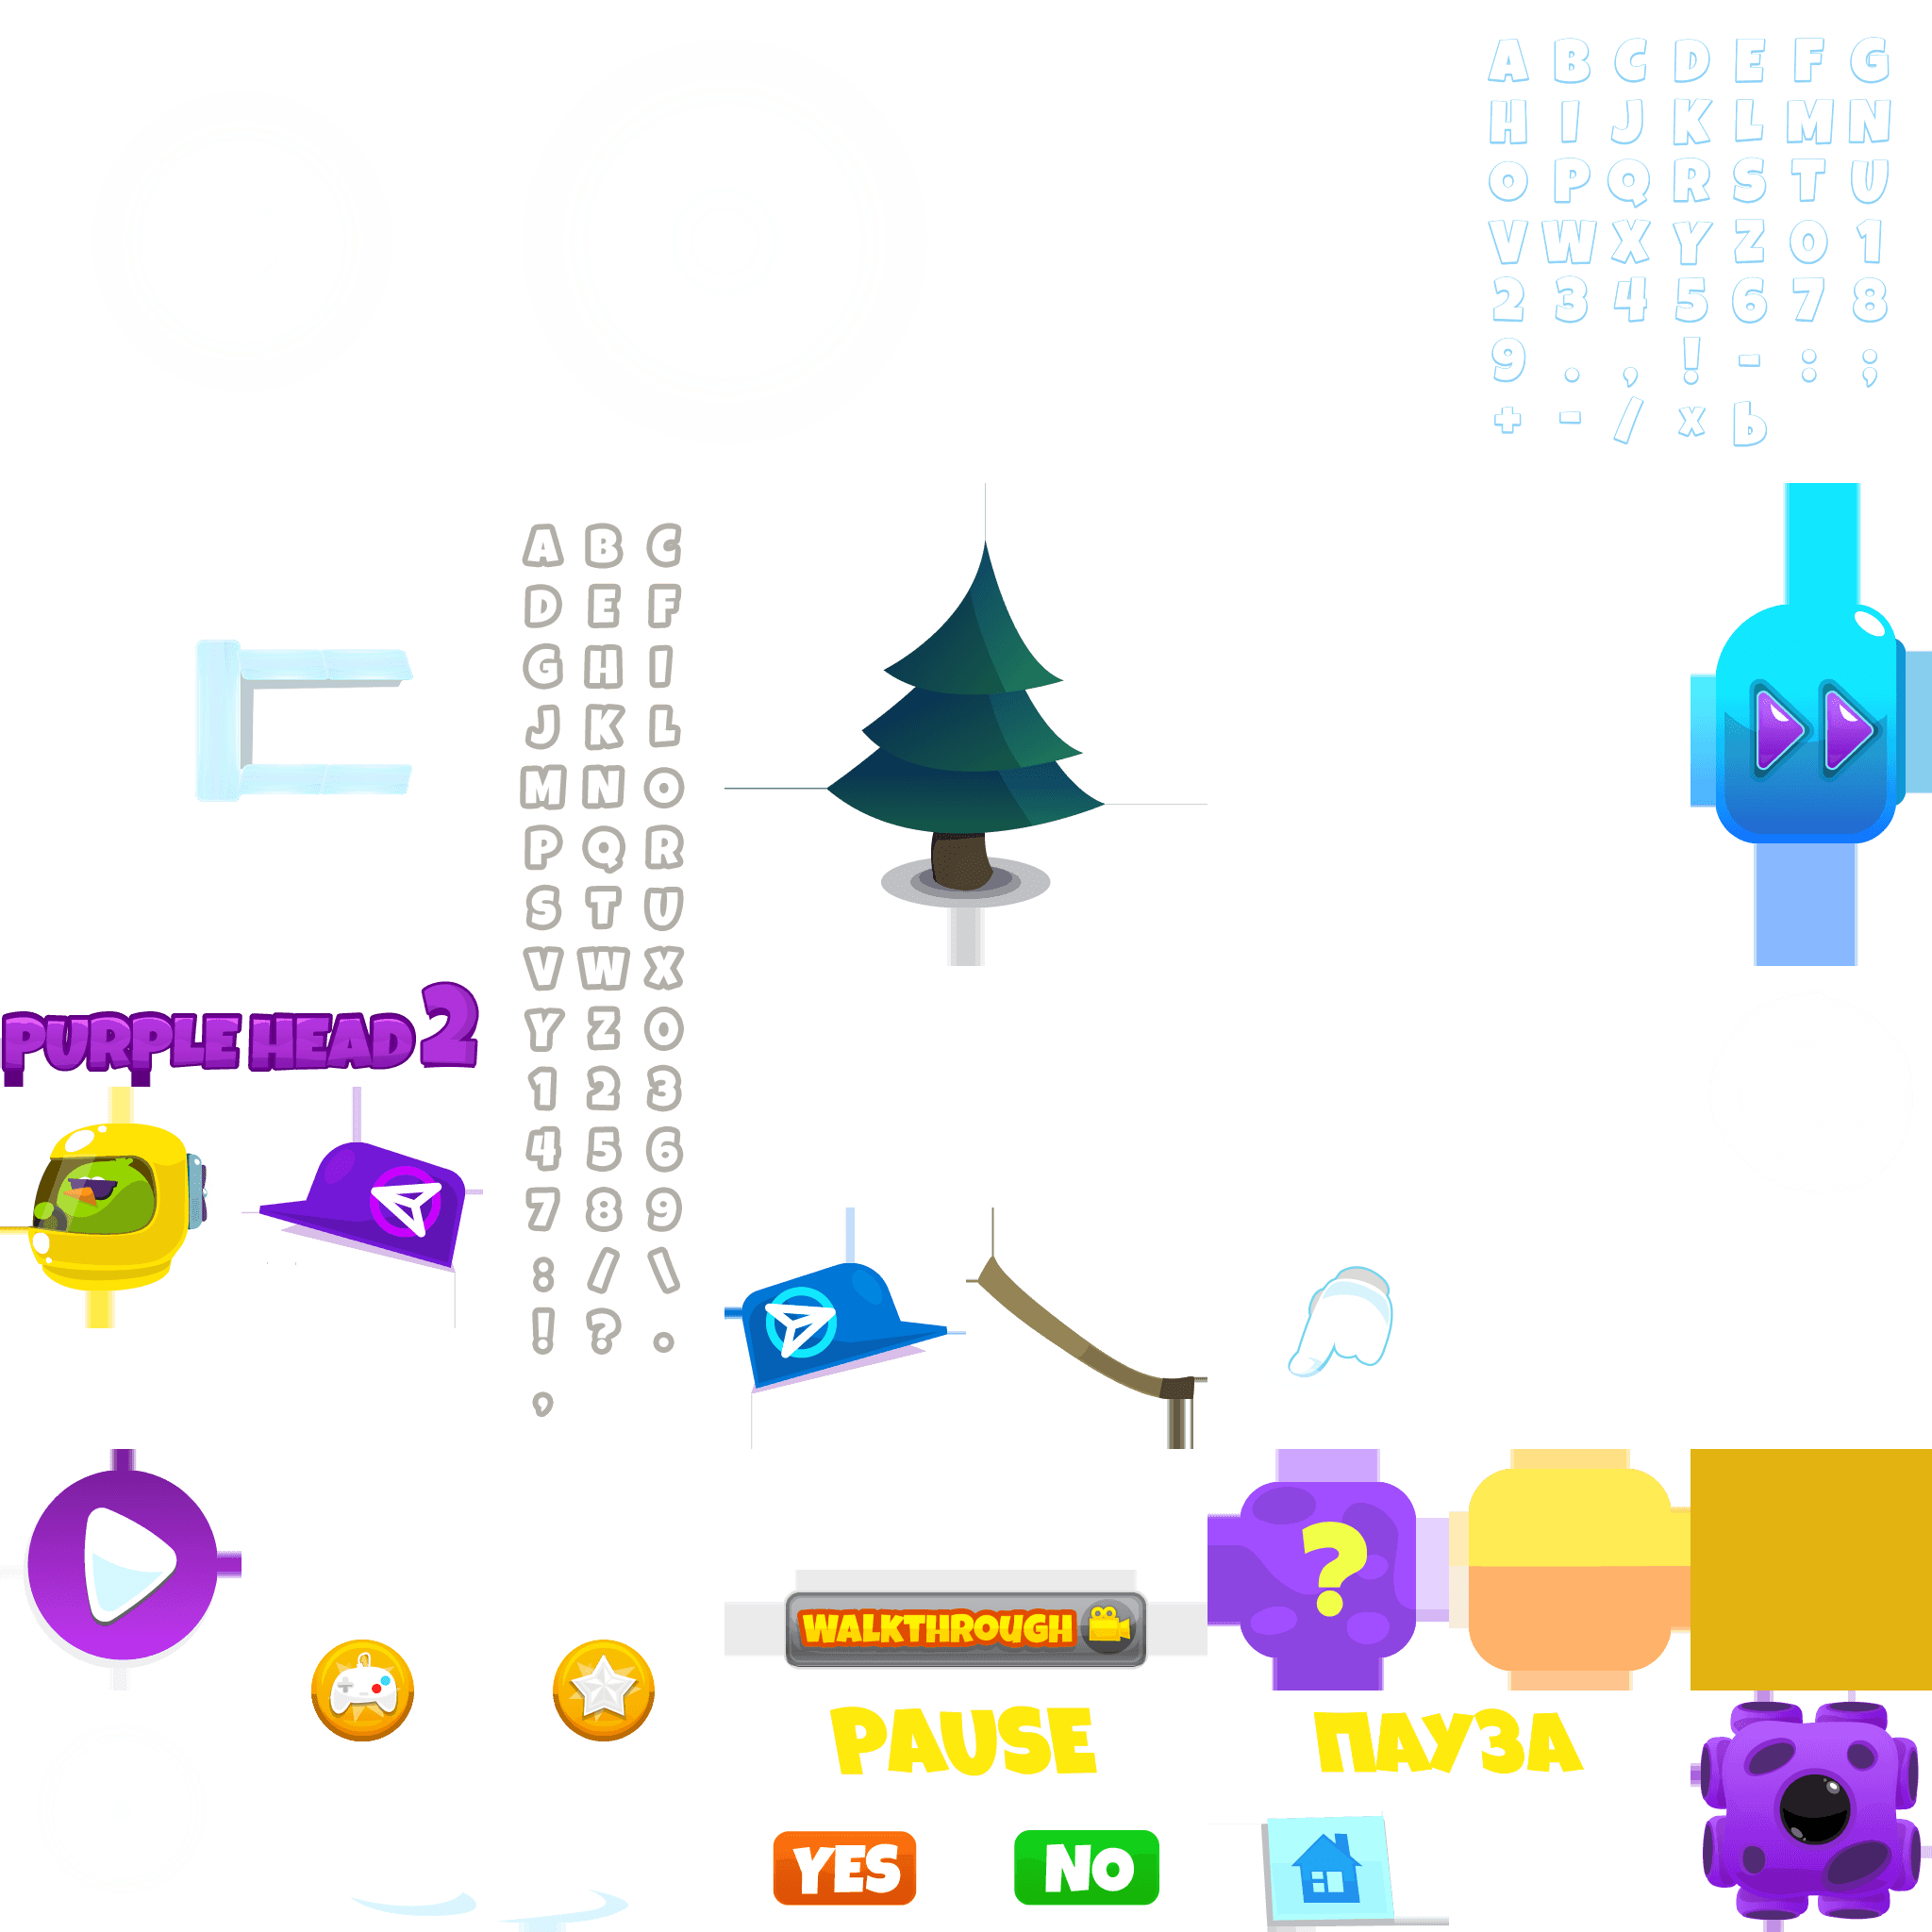 A B C D E F G
H I J K L M N
O P Q R S T U
V W X Y Z 0 1
2 3 4 5 6 7 8
9 . , ! - : ;
+ - / x b
A B C
D E F
G H I
J K L
M N O
P Q R
S T U
V W X
Y Z 0
1 2 3
4 5 6
7 8 9
8 / \
! ? .
,
PURPLE HEAD 2
?
WALKTHROUGH
PAUSE
ПАУЗА
YES
NO